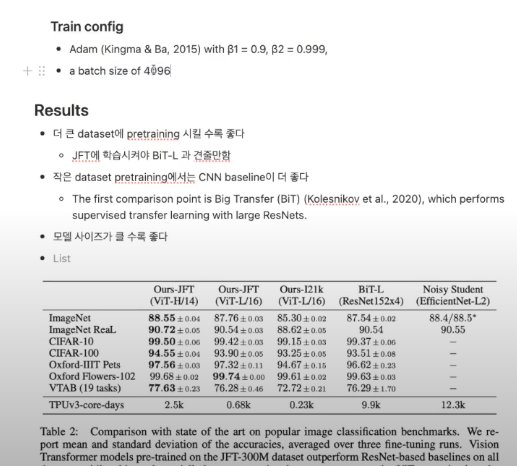 Train config
• Adam (Kingma & Ba, 2015) with β1 = 0.9, β2 = 0.999,
• a batch size of 4096
Results
• 더 큰 dataset에 pretraining 시킬 수록 좋다
◦ JFT에 학습시켜야 BiT-L 과 견줄만함
• 작은 dataset pretraining에서는 CNN baseline이 더 좋다
◦ The first comparison point is Big Transfer (BiT) (Kolesnikov et al., 2020), which performs
supervised transfer learning with large ResNets.
• 모델 사이즈가 클 수록 좋다
• List
Ours-JFT Ours-JFT Ours-I21k BiT-L Noisy Student
(ViT-H/14) (ViT-L/16) (ViT-L/16) (ResNet152x4) (EfficientNet-L2)
ImageNet 88.55 ± 0.04 87.76 ± 0.03 85.30 ± 0.02 87.54 ± 0.02 88.4/88.5*
ImageNet ReaL 90.72 ± 0.05 90.54 ± 0.03 88.62 ± 0.05 90.54 90.55
CIFAR-10 99.50 ± 0.06 99.42 ± 0.03 99.15 ± 0.03 99.37 ± 0.06 −
CIFAR-100 94.55 ± 0.04 93.90 ± 0.05 93.25 ± 0.05 93.51 ± 0.08 −
Oxford-IIIT Pets 97.56 ± 0.03 97.32 ± 0.11 94.67 ± 0.15 96.62 ± 0.23 −
Oxford Flowers-102 99.68 ± 0.02 99.74 ± 0.00 99.61 ± 0.02 99.63 ± 0.03 −
VTAB (19 tasks) 77.63 ± 0.23 76.28 ± 0.46 72.72 ± 0.21 76.29 ± 1.70 −
TPUv3-core-days 2.5k 0.68k 0.23k 9.9k 12.3k
Table 2: Comparison with state of the art on popular image classification benchmarks. We re-
port mean and standard deviation of the accuracies, averaged over three fine-tuning runs. Vision
Transformer models pre-trained on the JFT-300M dataset outperform ResNet-based baselines on all